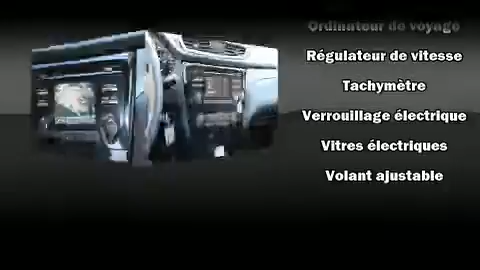 Ordinateur de voyage
Régulateur de vitesse
Tachymètre
Verrouillage électrique
Vitres électriques
Volant ajustable